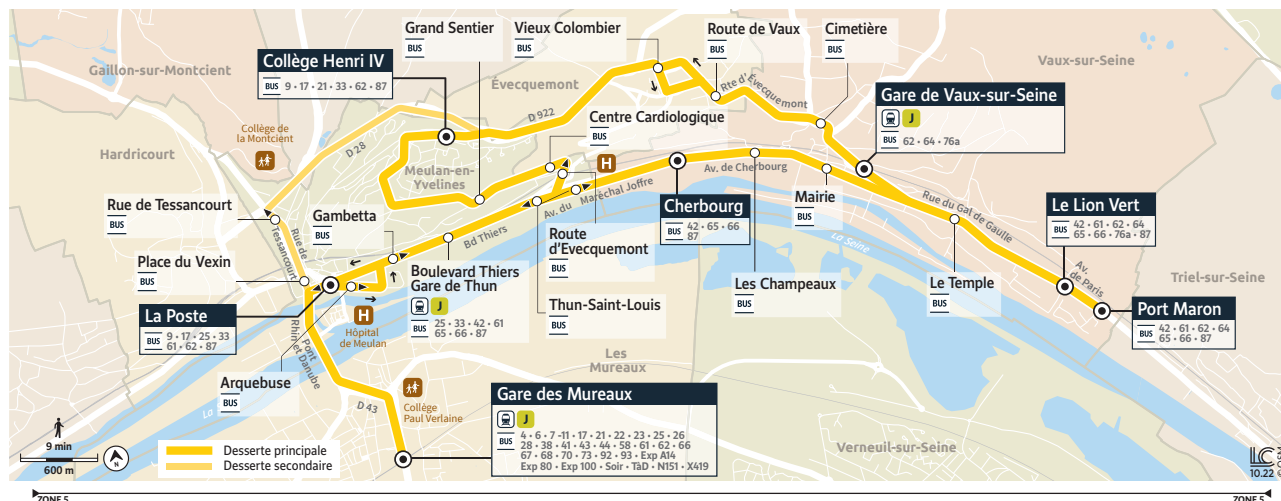 Grand Sentier
BUS
Vieux Colombier
BUS
Route de Vaux
BUS
Cimetière
BUS
Gaillon-sur-Montcient
Collège Henri IV
BUS 9 • 17 • 21 • 33 • 62 • 87
Évecquemont
Vaux-sur-Seine
Rte d'Évecquemont
Gare de Vaux-sur-Seine
J
BUS 62 • 64 • 76a
D 922
Centre Cardiologique
BUS
Collège de
la Montcient
D 28
Hardricourt
Meulan-en-
Yvelines
H
Av. de Cherbourg
Av. du Maréchal Joffre
Mairie
BUS
Rue du Gal de Gaulle
Cherbourg
BUS 42 • 65 • 66
87
Le Lion Vert
BUS 42 • 61 • 62 • 64
65 • 66 • 76a • 87
Rue de Tessancourt
BUS
Gambetta
BUS
Rue de
Tessancourt
Bd Thiers
Route
d'Evecquemont
BUS
La Seine
Av.
de Paris
Place du Vexin
BUS
Boulevard Thiers
Gare de Thun
J
BUS 25 • 33 • 42 • 61
65 • 66 • 87
Les Champeaux
BUS
Le Temple
BUS
Triel-sur-Seine
La Poste
BUS 9 • 17 • 25 • 33
61 • 62 • 87
H
Hôpital
de Meulan
Thun-Saint-Louis
BUS
Port Maron
BUS 42 • 61 • 62 • 64
65 • 66 • 87
Pont
Rhin et Danube
Les
Mureaux
Arquebuse
BUS
La
D 43
Collège
Paul Verlaine
Gare des Mureaux
J
BUS 4 • 6 • 7 -11 • 17 • 21 • 22 • 23 • 25 • 26
28 • 38 • 41 • 43 • 44 • 58 • 61 • 62 • 66
67 • 68 • 70 • 73 • 92 • 93 • Exp A14
Exp 80 • Exp 100 • Soir • TàD • N151 • X419
Verneuil-sur-Seine
9 min
600 m
N
Desserte principale
Desserte secondaire
LC
10.22
ZONE 5
ZONE 5